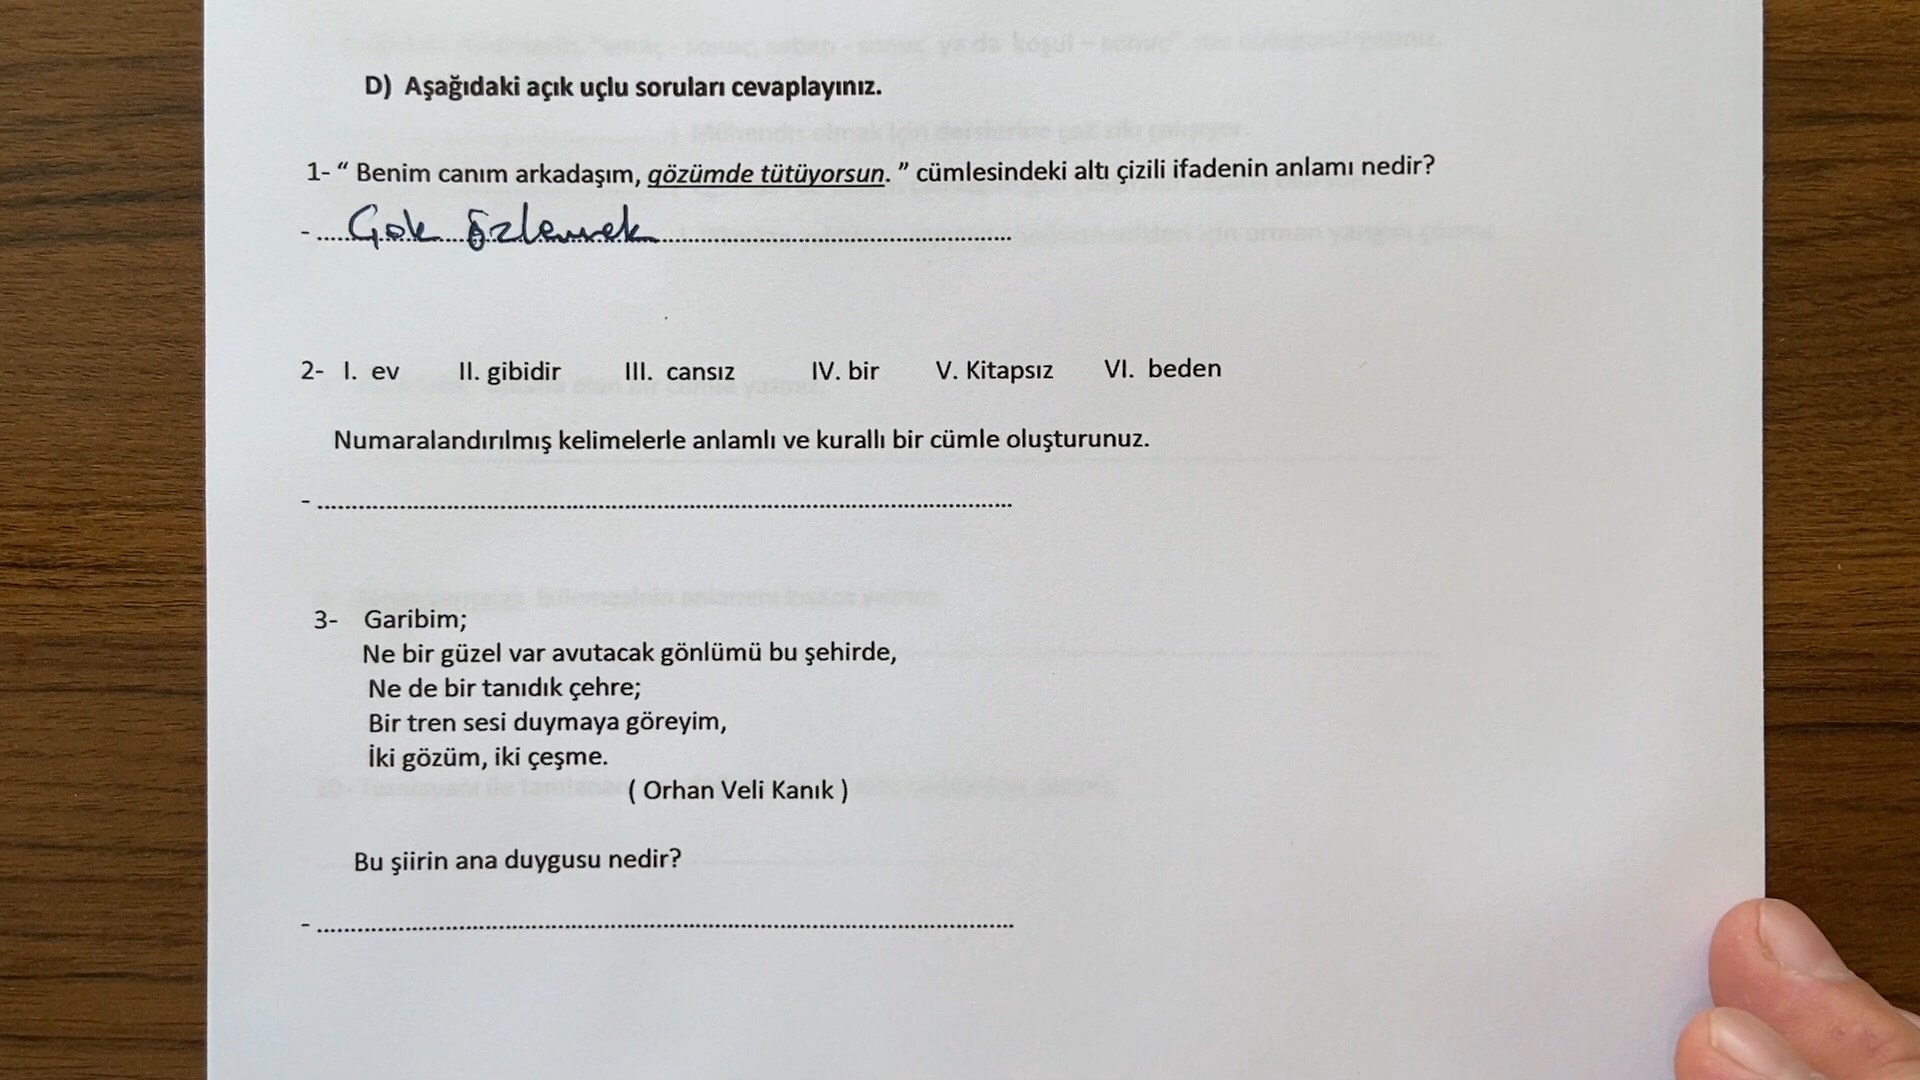 D) Aşağıdaki açık uçlu soruları cevaplayınız.
1- “ Benim canım arkadaşım, gözümde tütüyorsun. ” cümlesindeki altı çizili ifadenin anlamı nedir?
- Çok özlemek
2- I. ev II. gibidir III. cansız IV. bir V. Kitapsız VI. beden
Numaralandırılmış kelimelerle anlamlı ve kurallı bir cümle oluşturunuz.
- ....................
3- Garibim;
Ne bir güzel var avutacak gönlümü bu şehirde,
Ne de bir tanıdık çehre;
Bir tren sesi duymaya göreyim,
İki gözüm, iki çeşme.
( Orhan Veli Kanık )
Bu şiirin ana duygusu nedir?
- ....................